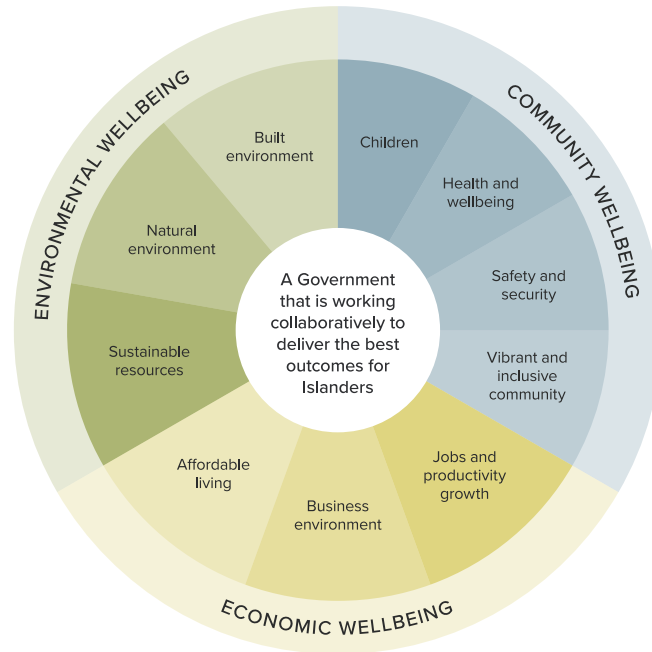 ENVIRONMENTAL WELLBEING
COMMUNITY WELLBEING
ECONOMIC WELLBEING
Children
Health and
wellbeing
Safety and
security
Vibrant and
inclusive
community
Jobs and
productivity
growth
Business
environment
Affordable
living
Sustainable
resources
Natural
environment
Built
environment
A Government
that is working
collaboratively to
deliver the best
outcomes for
Islanders